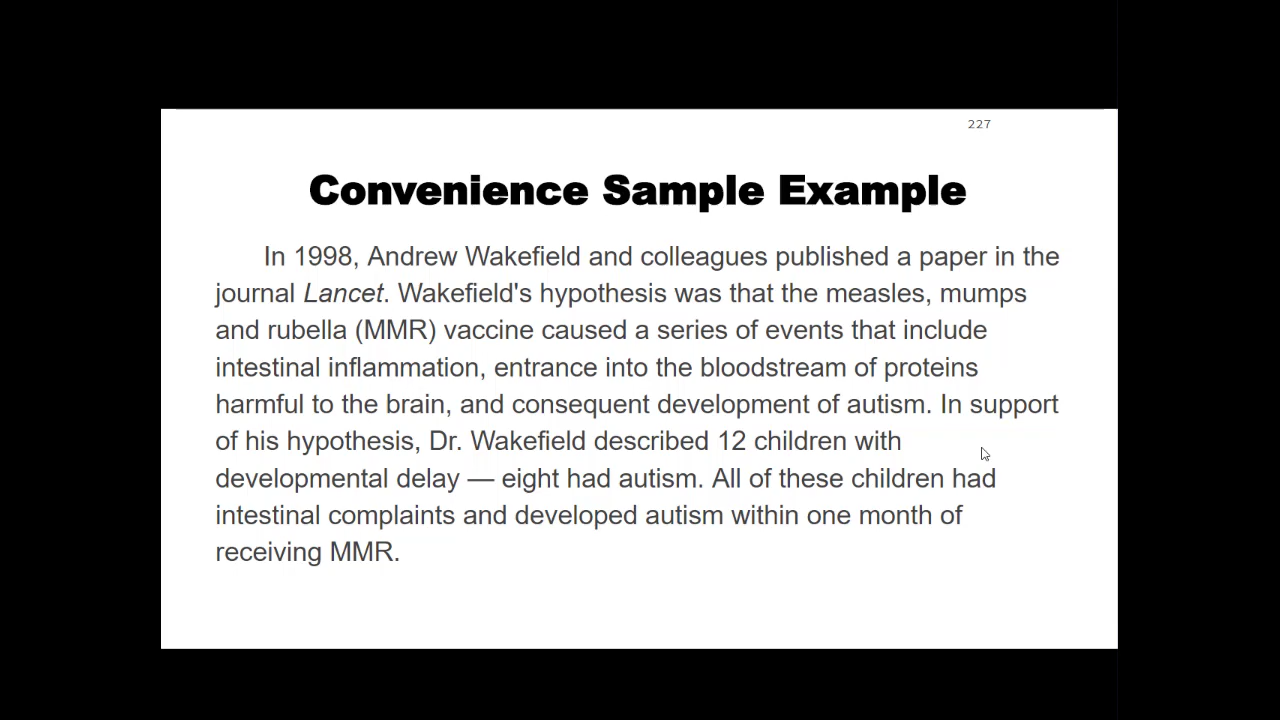 227
Convenience Sample Example
In 1998, Andrew Wakefield and colleagues published a paper in the
journal Lancet. Wakefield's hypothesis was that the measles, mumps
and rubella (MMR) vaccine caused a series of events that include
intestinal inflammation, entrance into the bloodstream of proteins
harmful to the brain, and consequent development of autism. In support
of his hypothesis, Dr. Wakefield described 12 children with
developmental delay — eight had autism. All of these children had
intestinal complaints and developed autism within one month of
receiving MMR.